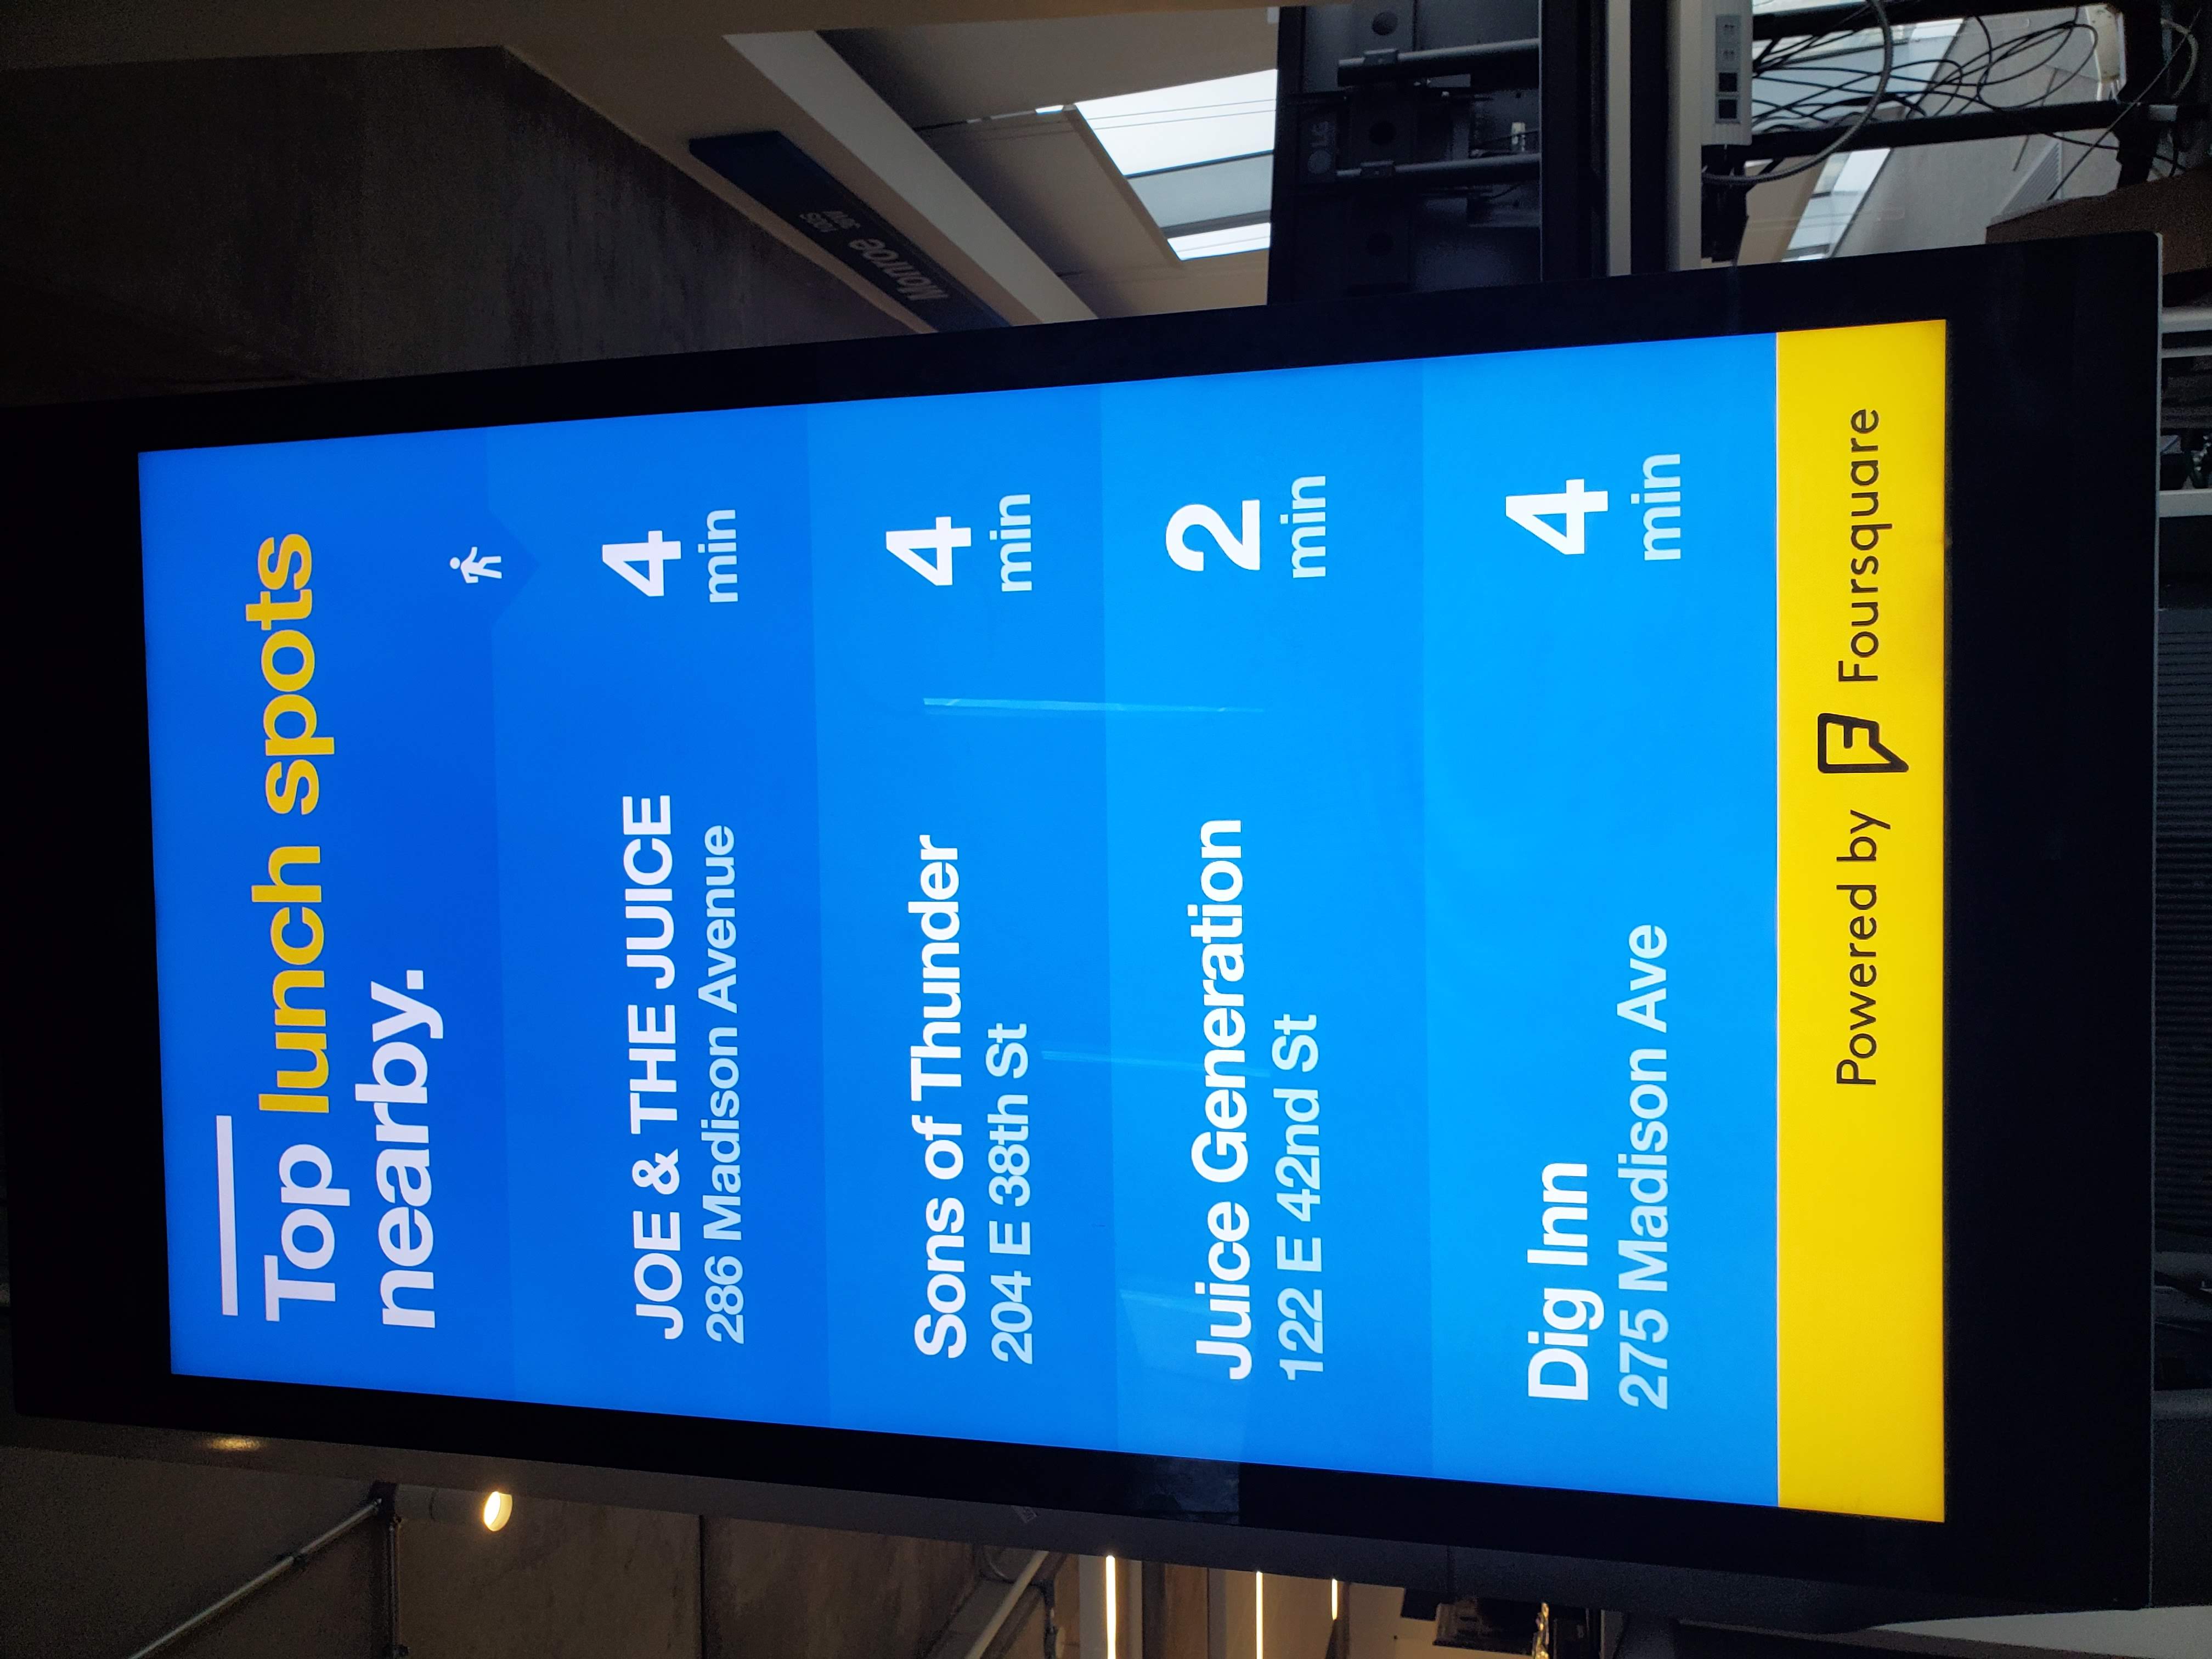 Top lunch spots
nearby.
JOE & THE JUICE
286 Madison Avenue
4
min
Sons of Thunder
204 E 38th St
4
min
Juice Generation
122 E 42nd St
2
min
Dig Inn
275 Madison Ave
4
min
Powered by Foursquare
Monroe
100S
36W
LG